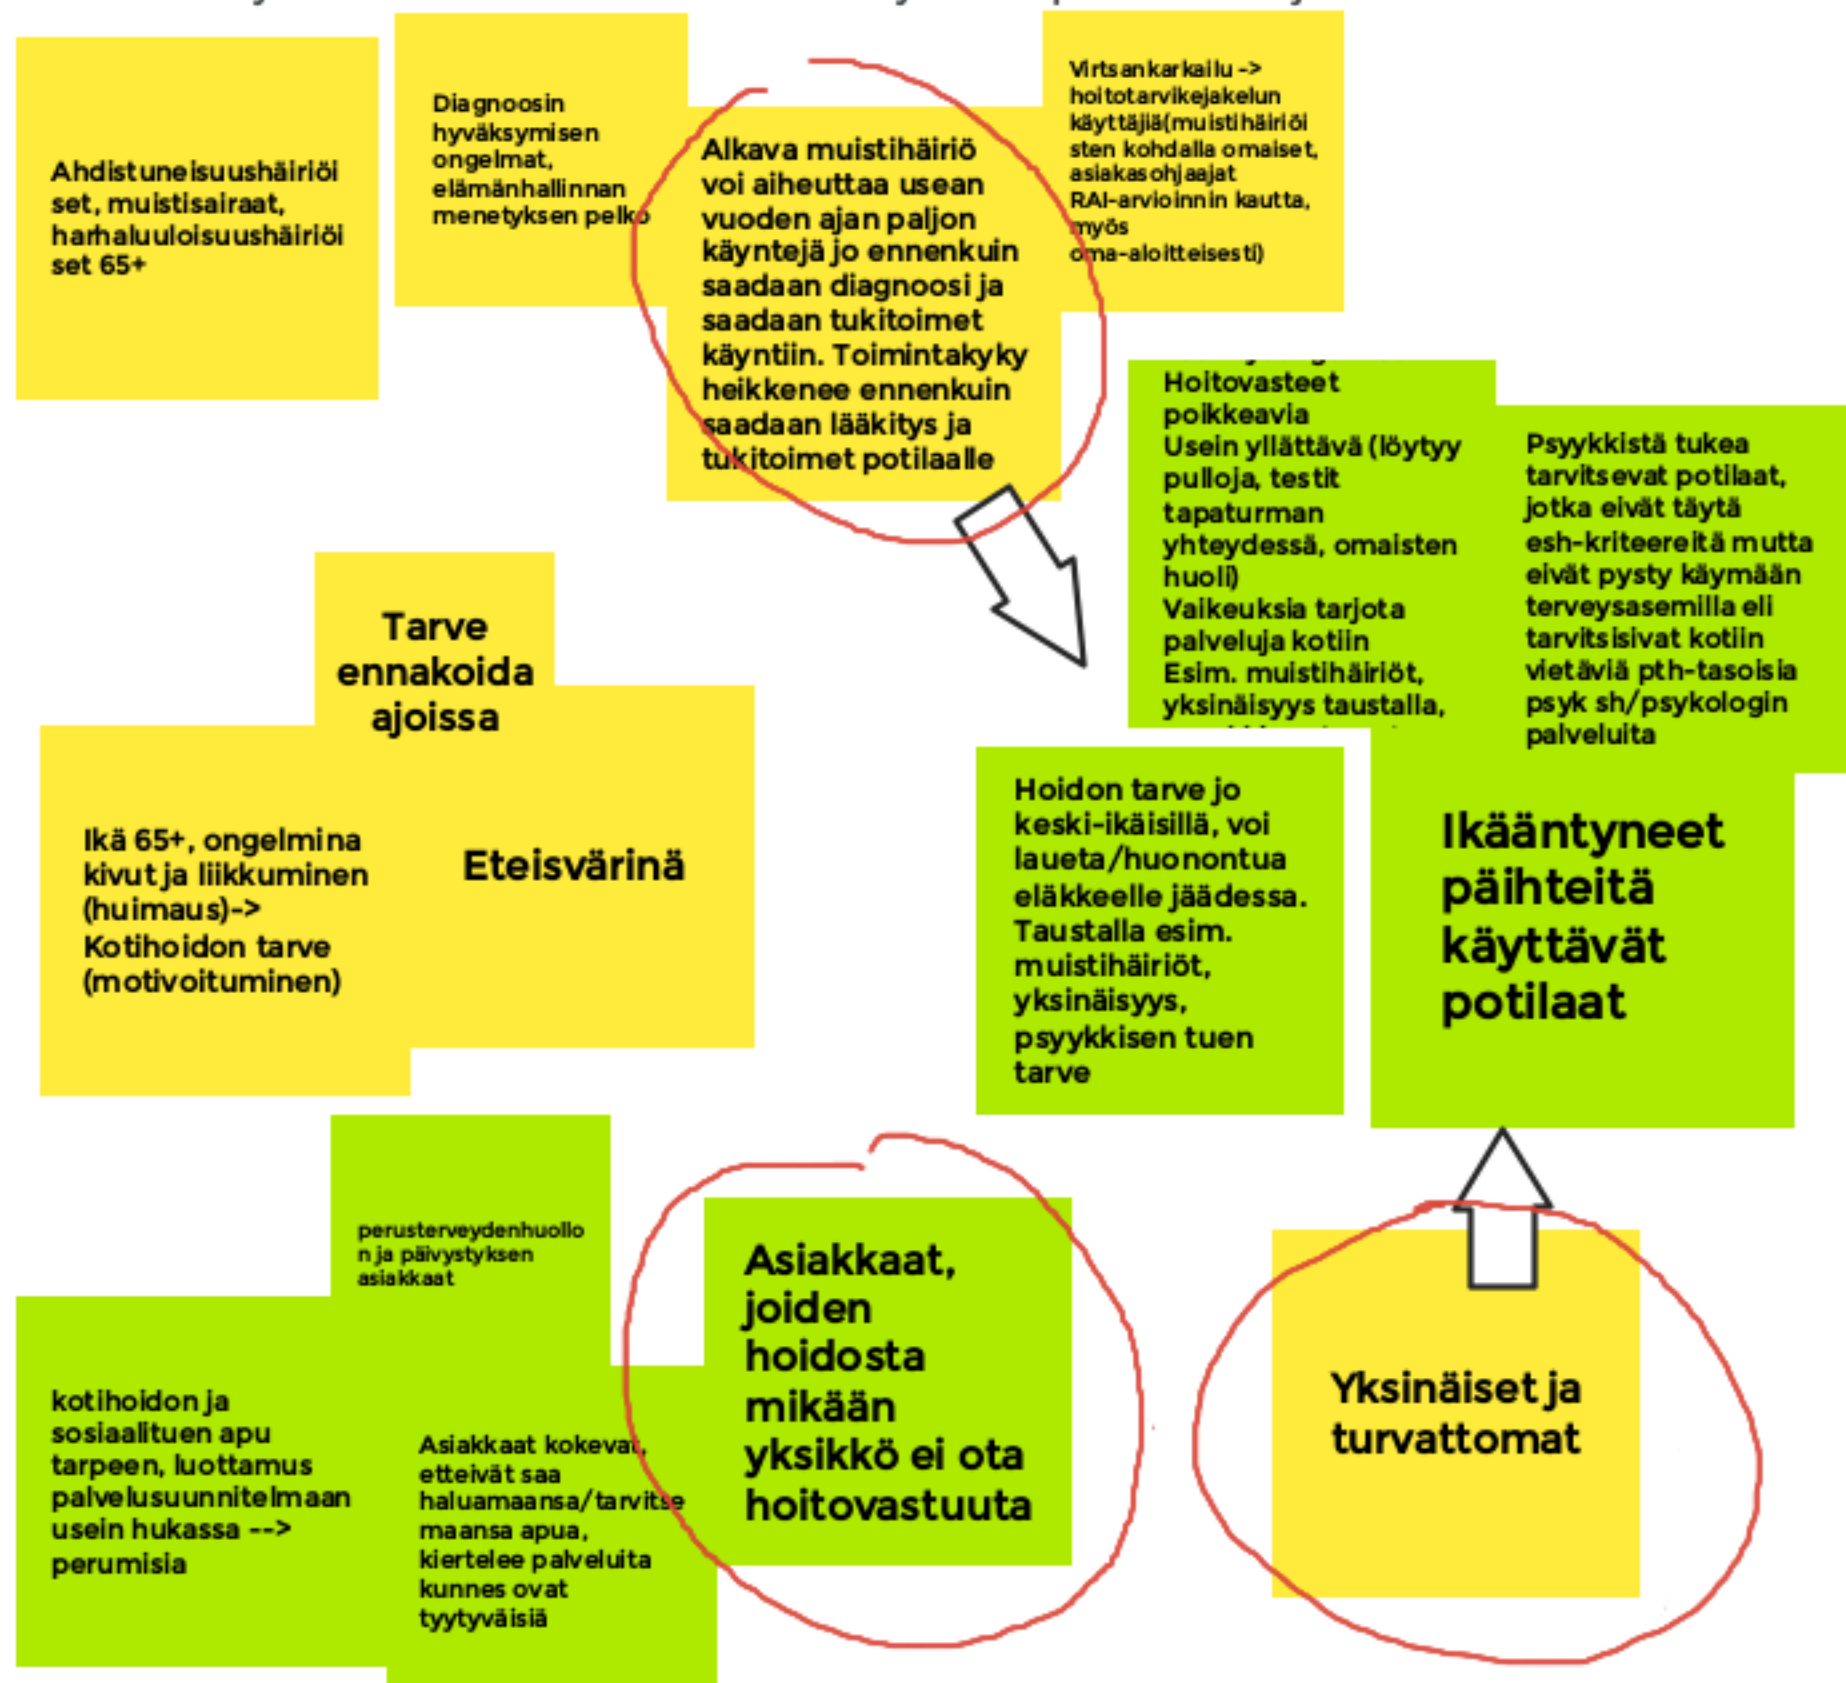 Ahdistuneisuushäiriöi
set, muistisairaat,
harhaluuloisuushäiriöi
set 65+
Diagnoosin
hyväksymisen
ongelmat,
elämänhallinnan
menetyksen pelko
Alkava muistihäiriö
voi aiheuttaa usean
vuoden ajan paljon
käyntejä jo ennenkuin
saadaan diagnoosi ja
saadaan tukitoimet
käyntiin. Toimintakyky
heikkenee ennenkuin
saadaan lääkitys ja
tukitoimet potilaalle
Virtsankarkailu ->
hoitotarvikejakelun
käyttäjiä(muistihäiriöi
sten kohdalla omaiset,
asiakasohjaajat
RAI-arvioinnin kautta,
myös
oma-aloitteisesti)
Hoitovasteet
poikkeavia
Usein yllättävä (löytyy
pulloja, testit
tapaturman
yhteydessä, omaisten
huoli)
Vaikeuksia tarjota
palveluja kotiin
Esim. muistihäiriöt,
yksinäisyys taustalla,
Psyykkistä tukea
tarvitsevat potilaat,
jotka eivät täytä
esh-kriteereitä mutta
eivät pysty käymään
terveysasemilla eli
tarvitsisivat kotiin
vietäviä pth-tasoisia
psyk sh/psykologin
palveluita
Tarve
ennakoida
ajoissa
Ikä 65+, ongelmina
kivut ja liikkuminen
(huimaus)->
Kotihoidon tarve
(motivoituminen)
Eteisvärinä
Hoidon tarve jo
keski-ikäisillä, voi
laueta/huonontua
eläkkeelle jäädessa.
Taustalla esim.
muistihäiriöt,
yksinäisyys,
psyykkisen tuen
tarve
Ikääntyneet
päihteitä
käyttävät
potilaat
perusterveydenhuollo
n ja päivystyksen
asiakkaat
kotihoidon ja
sosiaalituen apu
tarpeen, luottamus
palvelusuunnitelmaan
usein hukassa -->
perumisia
Asiakkaat kokevat,
etteivät saa
haluamaansa/tarvitse
maansa apua,
kiertelee palveluita
kunnes ovat
tyytyväisiä
Asiakkaat,
joiden
hoidosta
mikään
yksikkö ei ota
hoitovastuuta
Yksinäiset ja
turvattomat